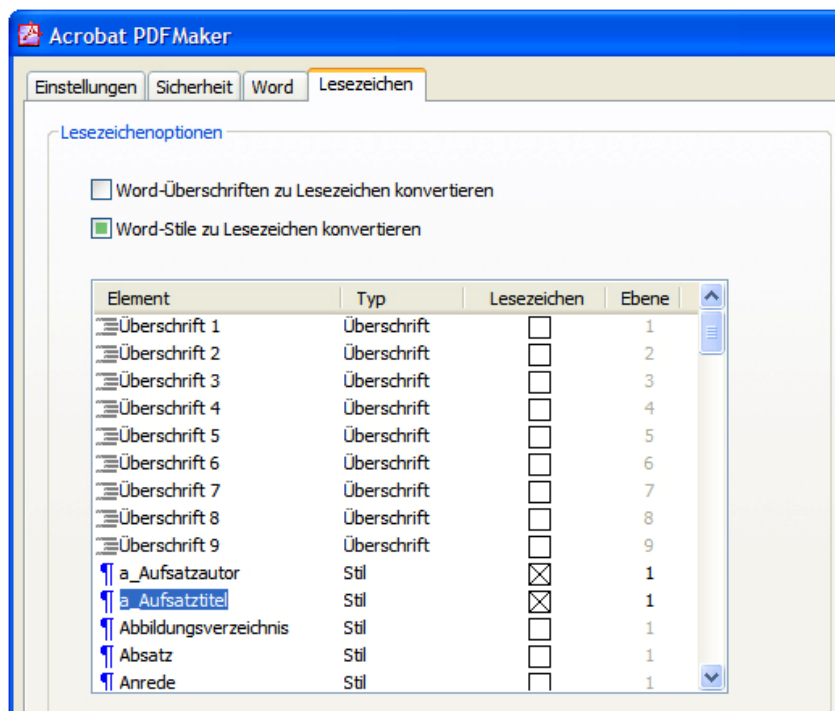 Acrobat PDFMaker
Einstellungen Sicherheit Word Lesezeichen
Lesezeichenoptionen
Word-Überschriften zu Lesezeichen konvertieren
Word-Stile zu Lesezeichen konvertieren
Element Typ Lesezeichen Ebene
Überschrift 1 Überschrift 1
Überschrift 2 Überschrift 2
Überschrift 3 Überschrift 3
Überschrift 4 Überschrift 4
Überschrift 5 Überschrift 5
Überschrift 6 Überschrift 6
Überschrift 7 Überschrift 7
Überschrift 8 Überschrift 8
Überschrift 9 Überschrift 9
¶ a_Aufsatzautor Stil 1
¶ a_Aufsatztitel Stil 1
¶ Abbildungsverzeichnis Stil 1
¶ Absatz Stil 1
¶ Anrede Stil 1